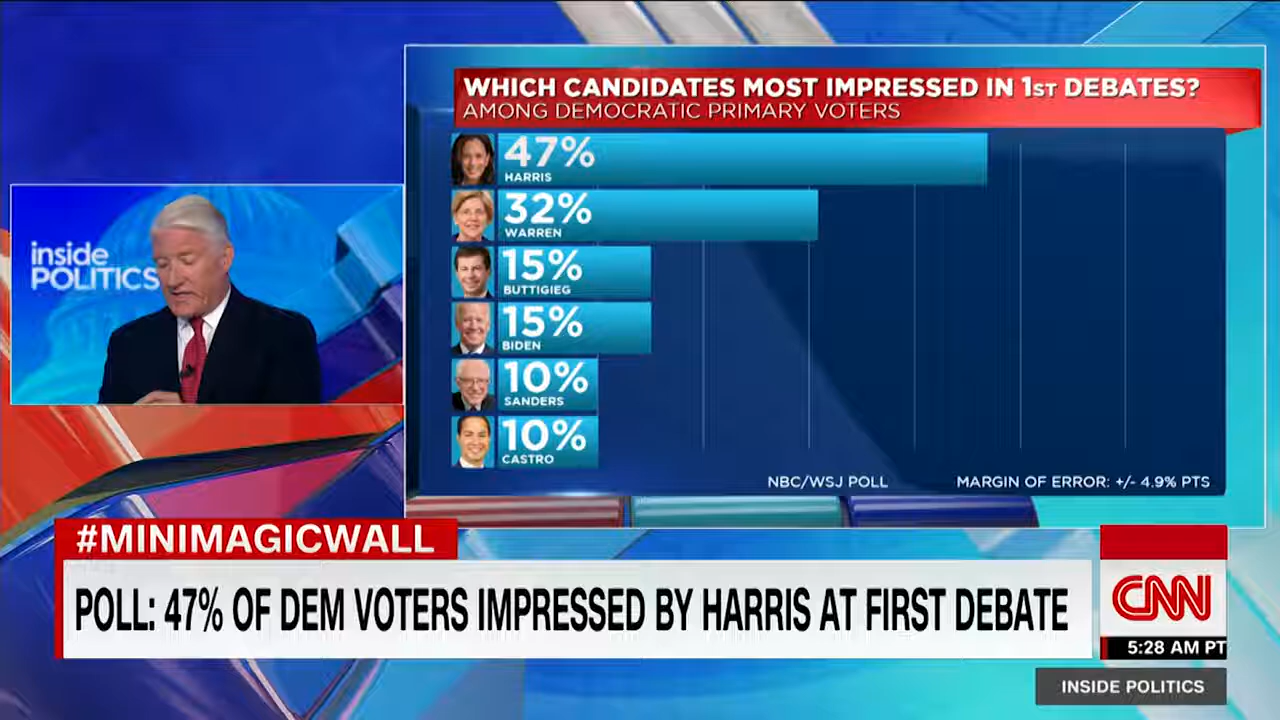 WHICH CANDIDATES MOST IMPRESSED IN 1ST DEBATES?
AMONG DEMOCRATIC PRIMARY VOTERS
47%
HARRIS
32%
WARREN
15%
BUTTIGIEG
15%
BIDEN
10%
SANDERS
10%
CASTRO
NBC/WSJ POLL
MARGIN OF ERROR: +/- 4.9% PTS
inside
POLITICS
#MINIMAGICWALL
POLL: 47% OF DEM VOTERS IMPRESSED BY HARRIS AT FIRST DEBATE
CNN
5:28 AM PT
INSIDE POLITICS